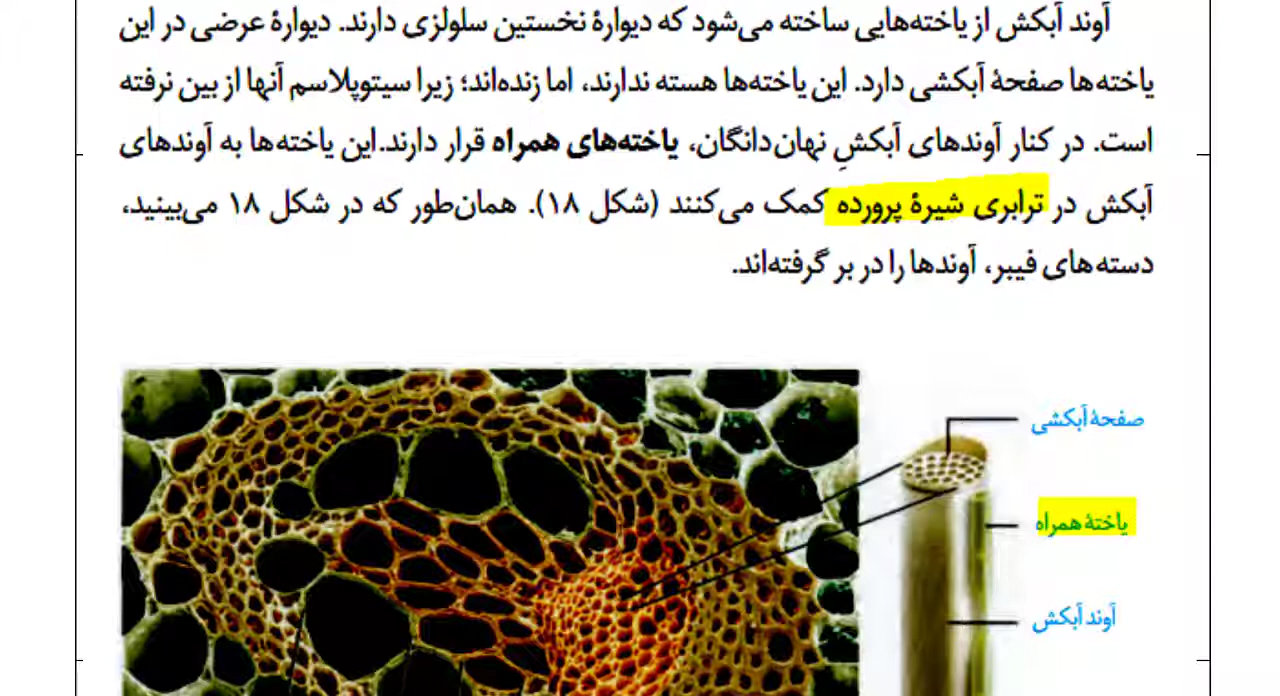 آوند آبکش از یاخته‌هایی ساخته می‌شود که دیوارهٔ نخستین سلولزی دارند. دیوارهٔ عرضی در این
یاخته‌ها صفحهٔ آبکشی دارد. این یاخته‌ها هسته ندارند، اما زنده‌اند؛ زیرا سیتوپلاسم آنها از بین نرفته
است. در کنار آوندهای آبکشِ نهان‌دانگان، یاخته‌های همراه قرار دارند.این یاخته‌ها به آوندهای
آبکش در ترابری شیرهٔ پرورده کمک می‌کنند (شکل ۱۸). همان‌طور که در شکل ۱۸ می‌بینید،
دسته‌های فیبر، آوندها را در بر گرفته‌اند.
صفحهٔ آبکشی
یاختهٔ همراه
آوند آبکش